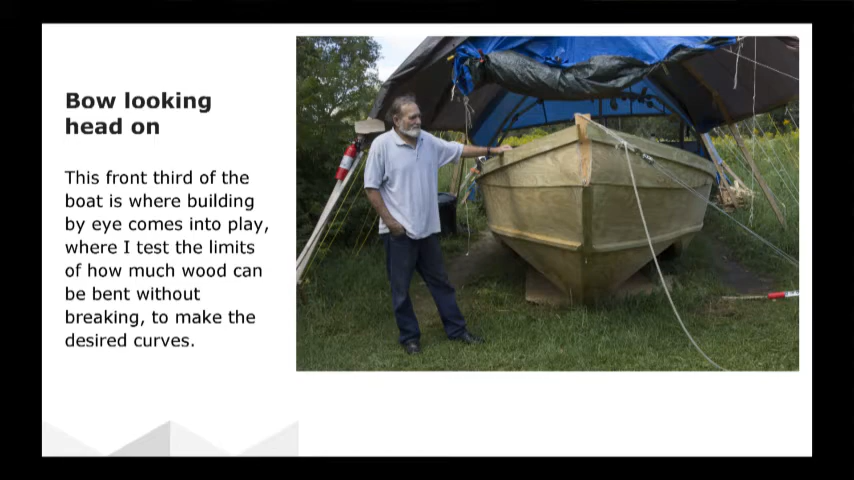 Bow looking
head on
This front third of the
boat is where building
by eye comes into play,
where I test the limits
of how much wood can
be bent without
breaking, to make the
desired curves.